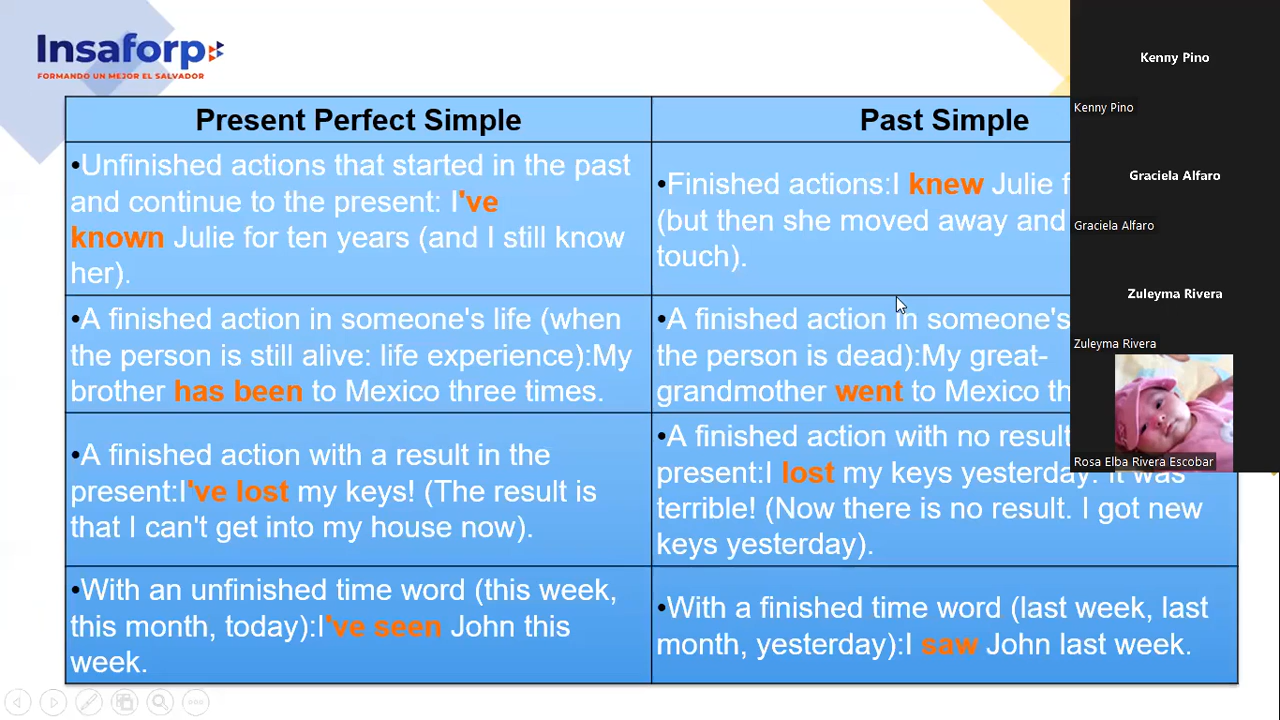 Insaforp
FORMANDO UN MEJOR EL SALVADOR
Present Perfect Simple
•Unfinished actions that started in the past
and continue to the present: I've
known Julie for ten years (and I still know
her).
•A finished action in someone's life (when
the person is still alive: life experience):My
brother has been to Mexico three times.
•A finished action with a result in the
present:I've lost my keys! (The result is
that I can't get into my house now).
•With an unfinished time word (this week,
this month, today):I've seen John this
week.
Past Simple
•Finished actions:I knew Julie
(but then she moved away and
touch).
•A finished action in someone's
the person is dead):My great-
grandmother went to Mexico
•A finished action with no result
present:I lost my keys yesterday. It was
terrible! (Now there is no result. I got new
keys yesterday).
•With a finished time word (last week, last
month, yesterday):I saw John last week.
Kenny Pino
Kenny Pino
Graciela Alfaro
Graciela Alfaro
Zuleyma Rivera
Zuleyma Rivera
Rosa Elba Rivera Escobar